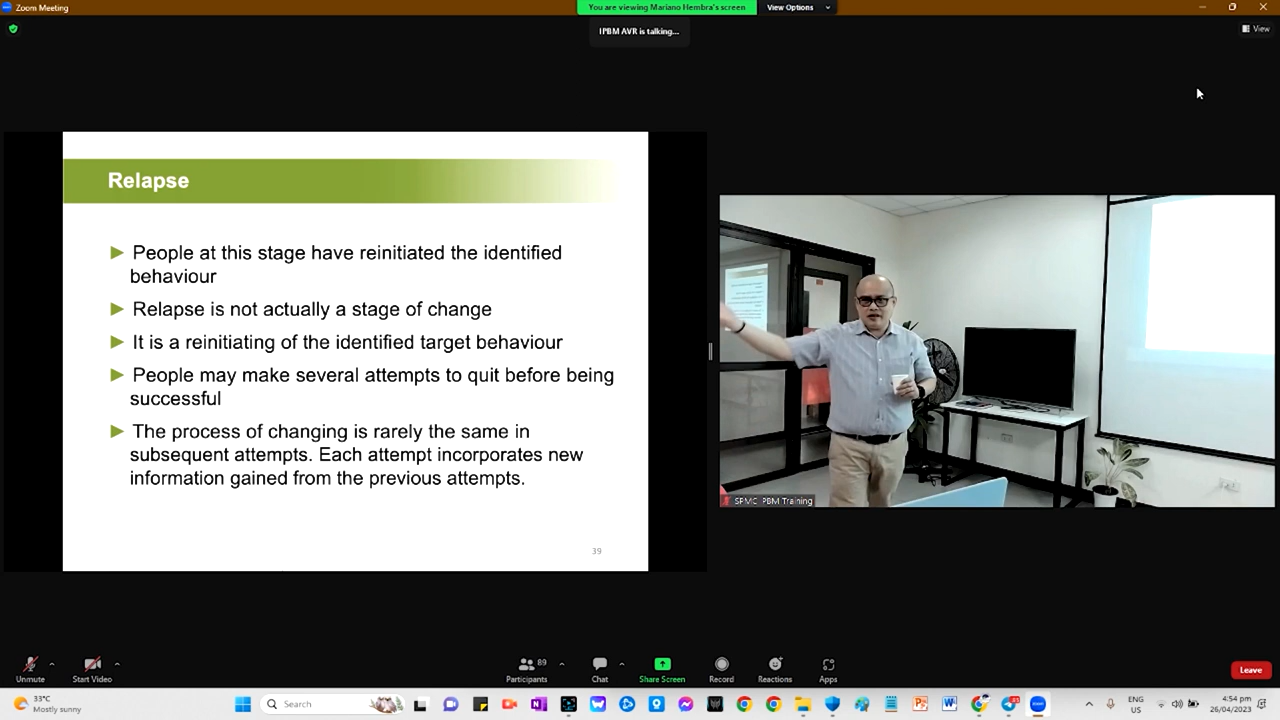 Zoom Meeting
You are viewing Mariano Hembra's screen
View Options
IPBM AVR is talking...
View
Relapse
People at this stage have reinitiated the identified
behaviour
Relapse is not actually a stage of change
It is a reinitiating of the identified target behaviour
People may make several attempts to quit before being
successful
The process of changing is rarely the same in
subsequent attempts. Each attempt incorporates new
information gained from the previous attempts.
39
SPMC IPBM Training
Unmute
Start Video
89
Participants
Chat
Share Screen
Record
Reactions
Apps
Leave
33°C
Mostly sunny
Search
ENG
US
4:54 pm
26/04/2023